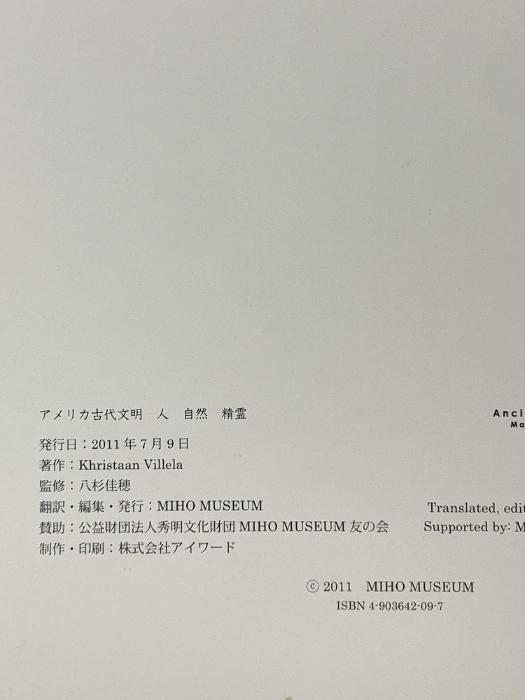 アメリカ古代文明　人　自然　精霊
発行日：2011年7月9日
著作：Khristaan Villela
監修：八杉佳穂
翻訳・編集・発行：MIHO MUSEUM
賛助：公益財団法人秀明文化財団 MIHO MUSEUM 友の会
制作・印刷：株式会社アイワード
Anci
Ma
Translated, edit
Supported by: M
© 2011　MIHO MUSEUM
ISBN 4-903642-09-7